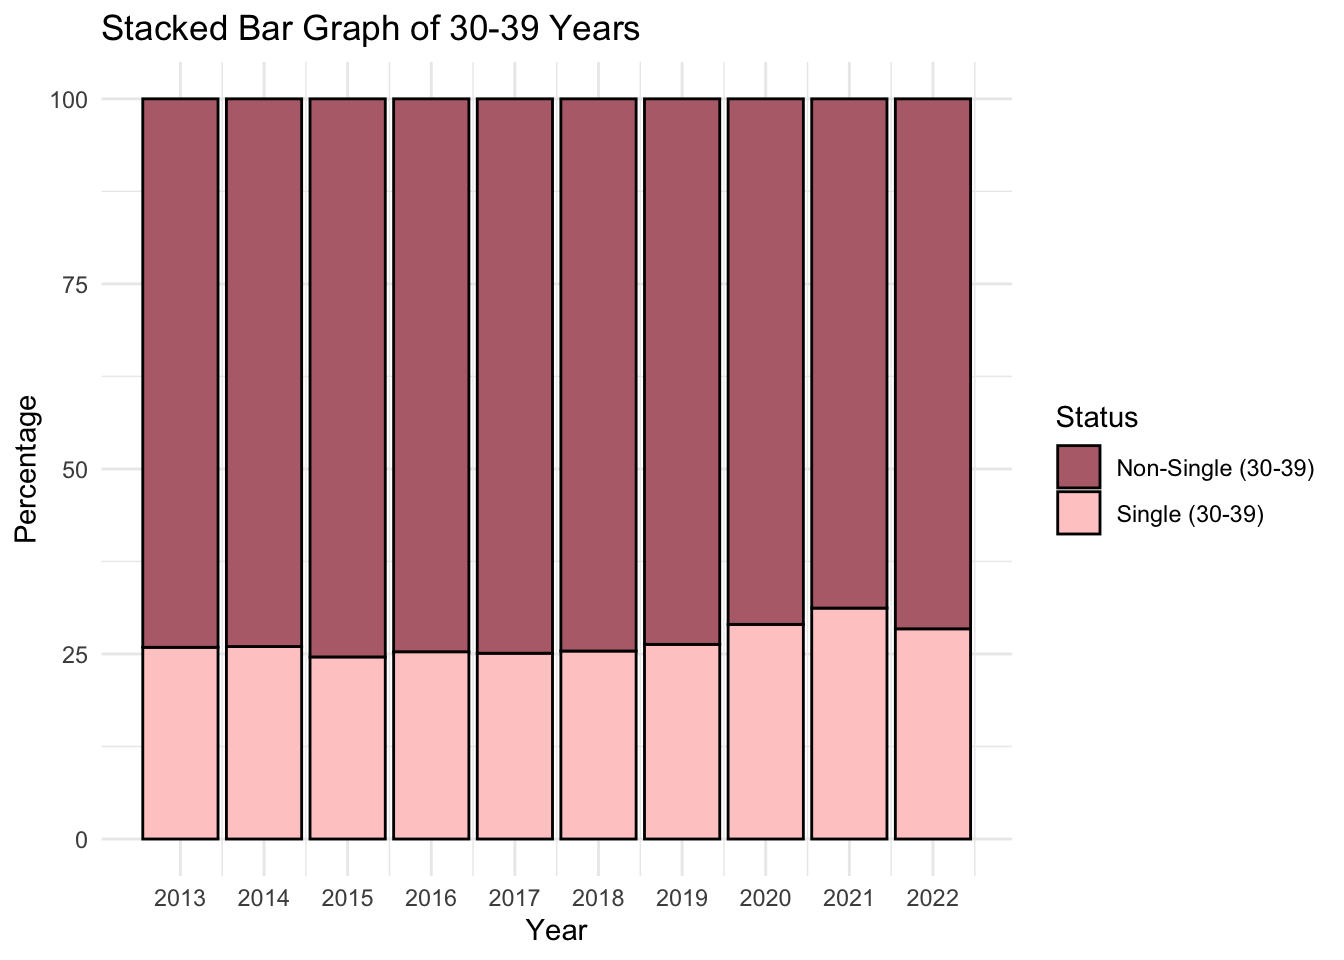 Stacked Bar Graph of 30-39 Years
100
75
50
25
0
Percentage
2013 2014 2015 2016 2017 2018 2019 2020 2021 2022
Year
Status
Non-Single (30-39)
Single (30-39)